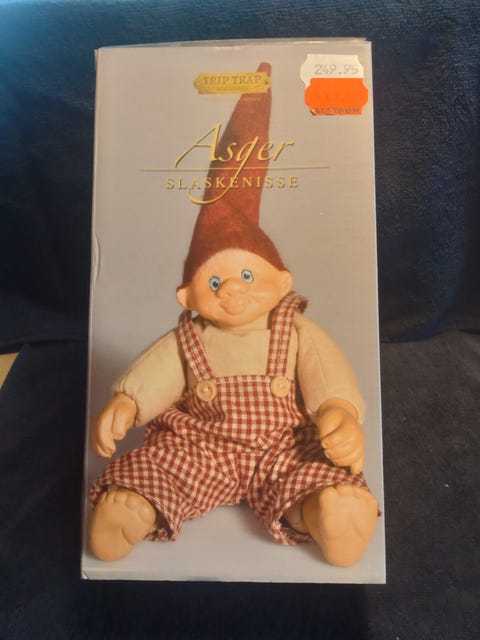 TRIP TRAP
249.95
Asger
SLASKENISSE